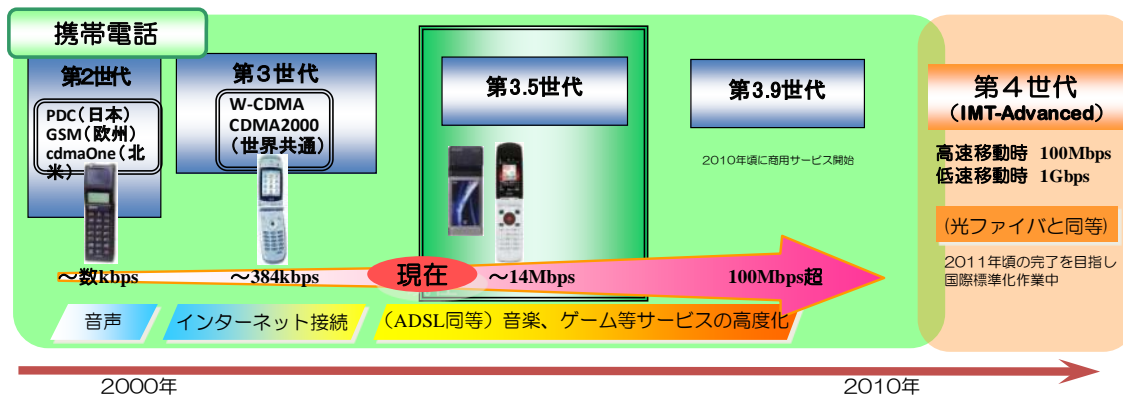 携帯電話
第2世代
PDC(日本)
GSM(欧州)
cdmaOne(北
米)
第3世代
W-CDMA
CDMA2000
(世界共通)
第3.5世代
第3.9世代
2010年頃に商用サービス開始
第4世代
(IMT-Advanced)
高速移動時 100Mbps
低速移動時 1Gbps
(光ファイバと同等)
2011年頃の完了を目指し
国際標準化作業中
～数kbps
～384kbps
現在
～14Mbps
100Mbps超
音声
インターネット接続
(ADSL同等)音楽、ゲーム等サービスの高度化
2000年
2010年